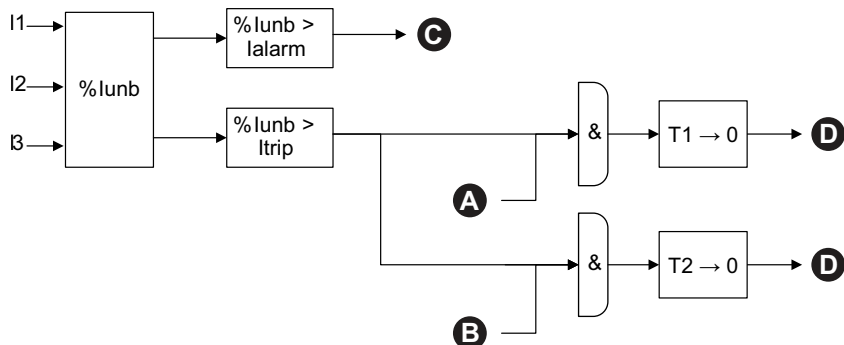 I1
I2
I3
%Iunb
%Iunb >
Ialarm
C
%Iunb >
Itrip
&
T1 → 0
D
A
&
T2 → 0
D
B